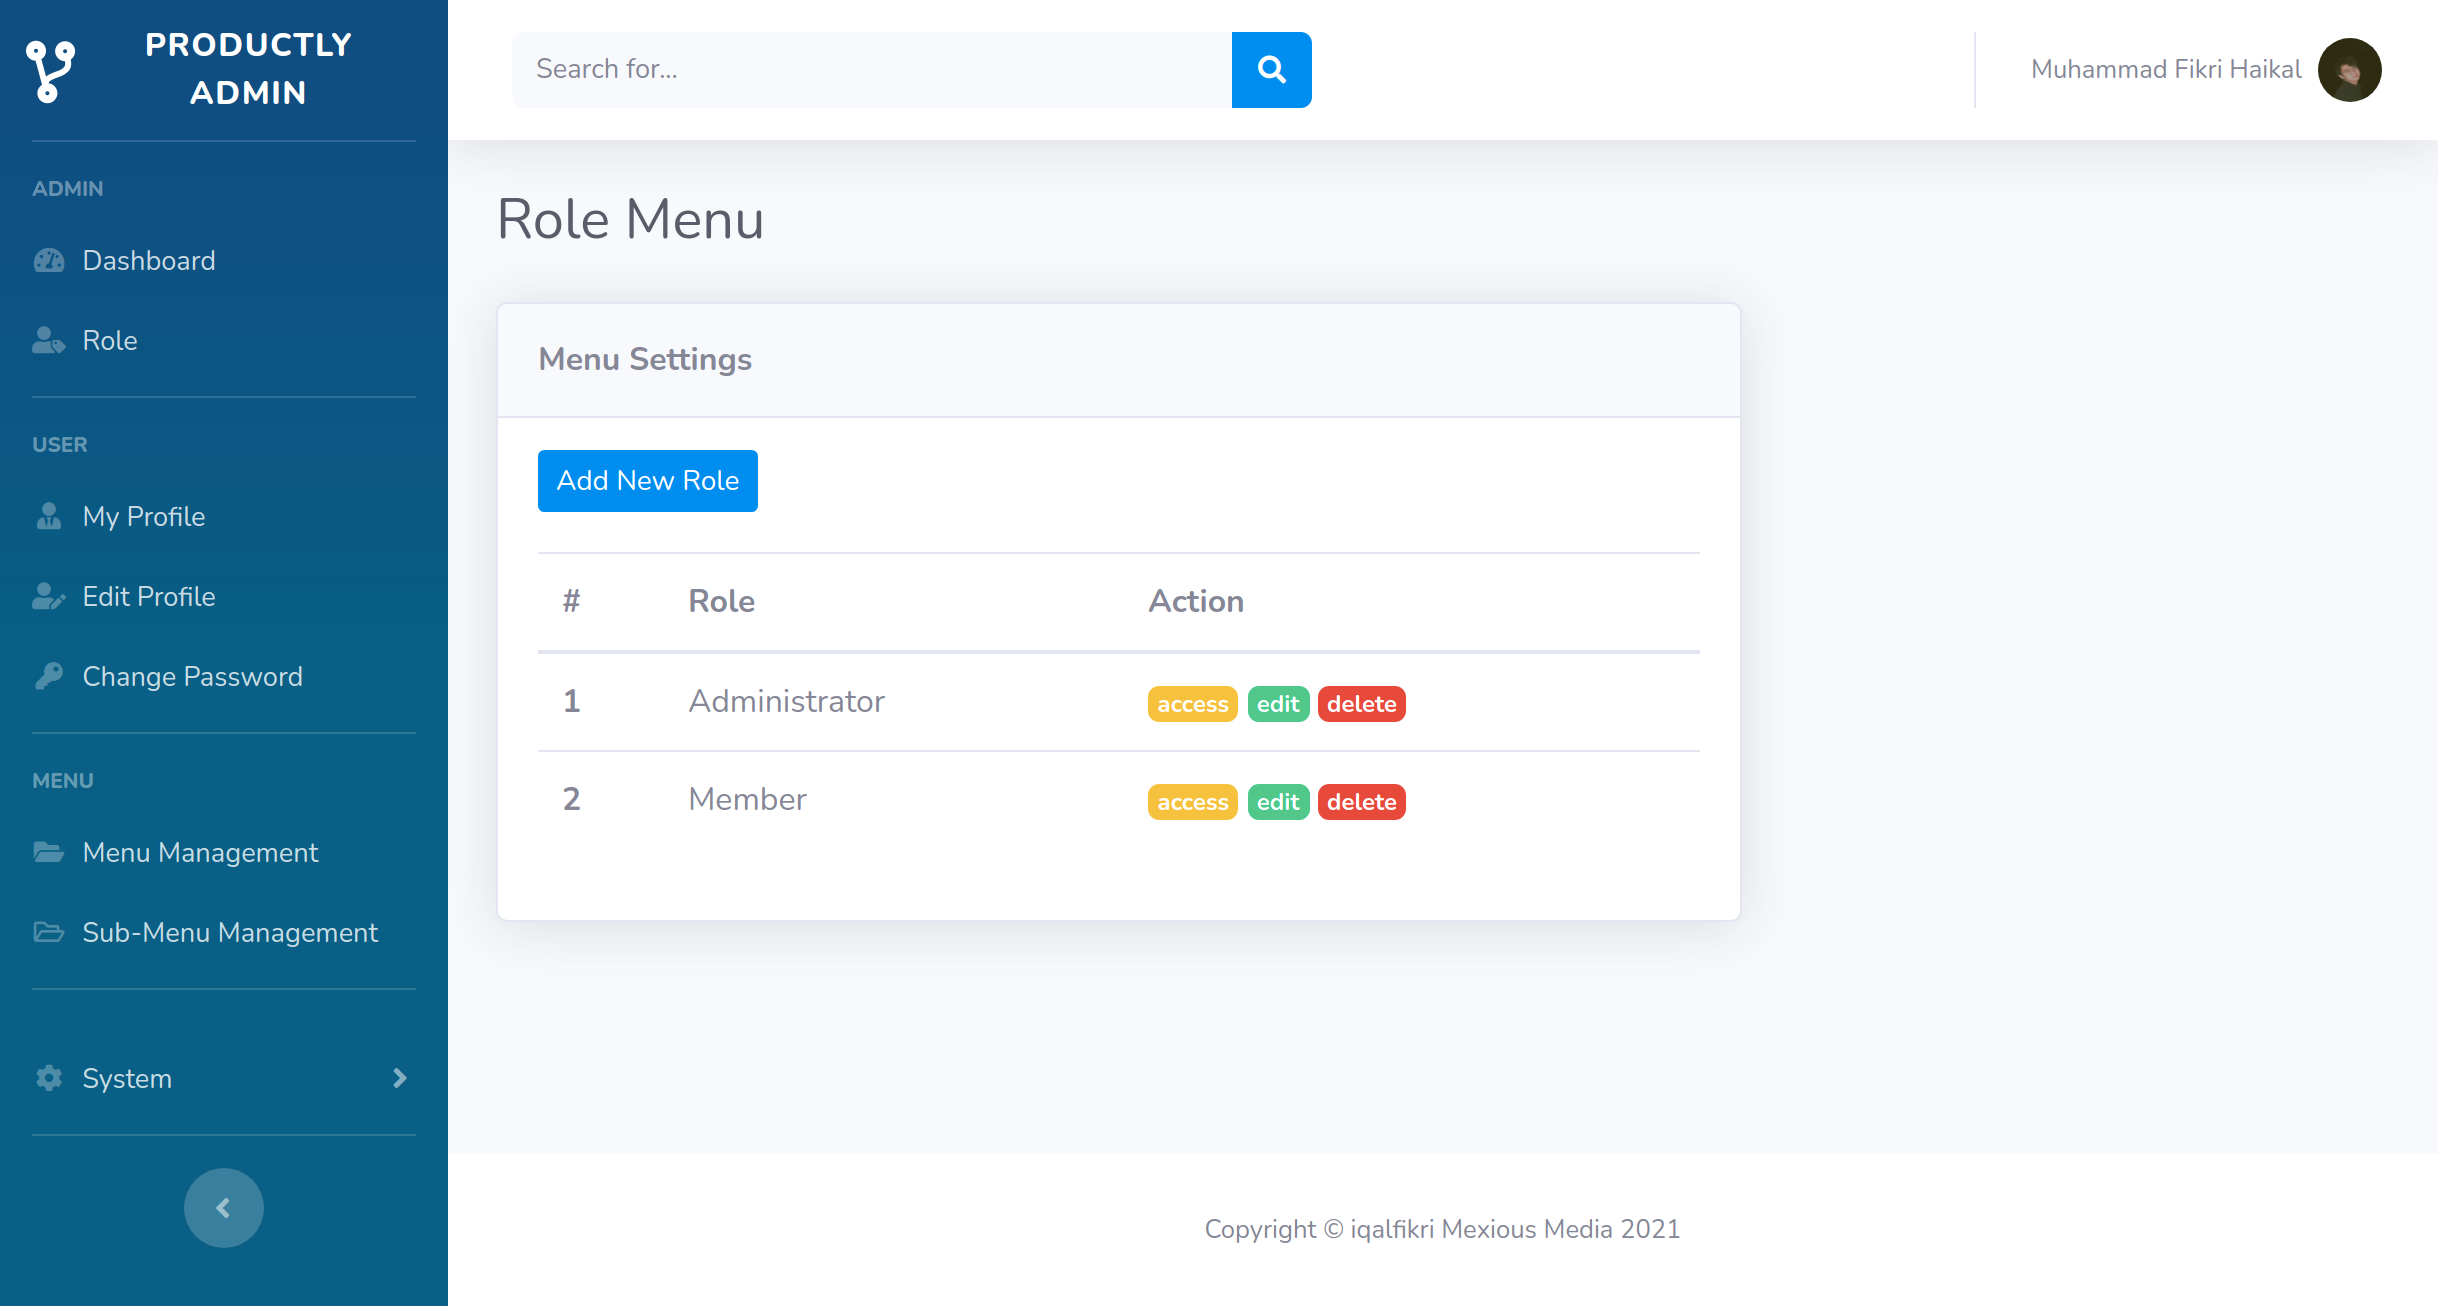 PRODUCTLY
ADMIN
ADMIN
Dashboard
Role
USER
My Profile
Edit Profile
Change Password
MENU
Menu Management
Sub-Menu Management
System
Search for...
Muhammad Fikri Haikal
Role Menu
Menu Settings
Add New Role
# Role Action
1 Administrator access edit delete
2 Member access edit delete
Copyright © iqalfikri Mexious Media 2021